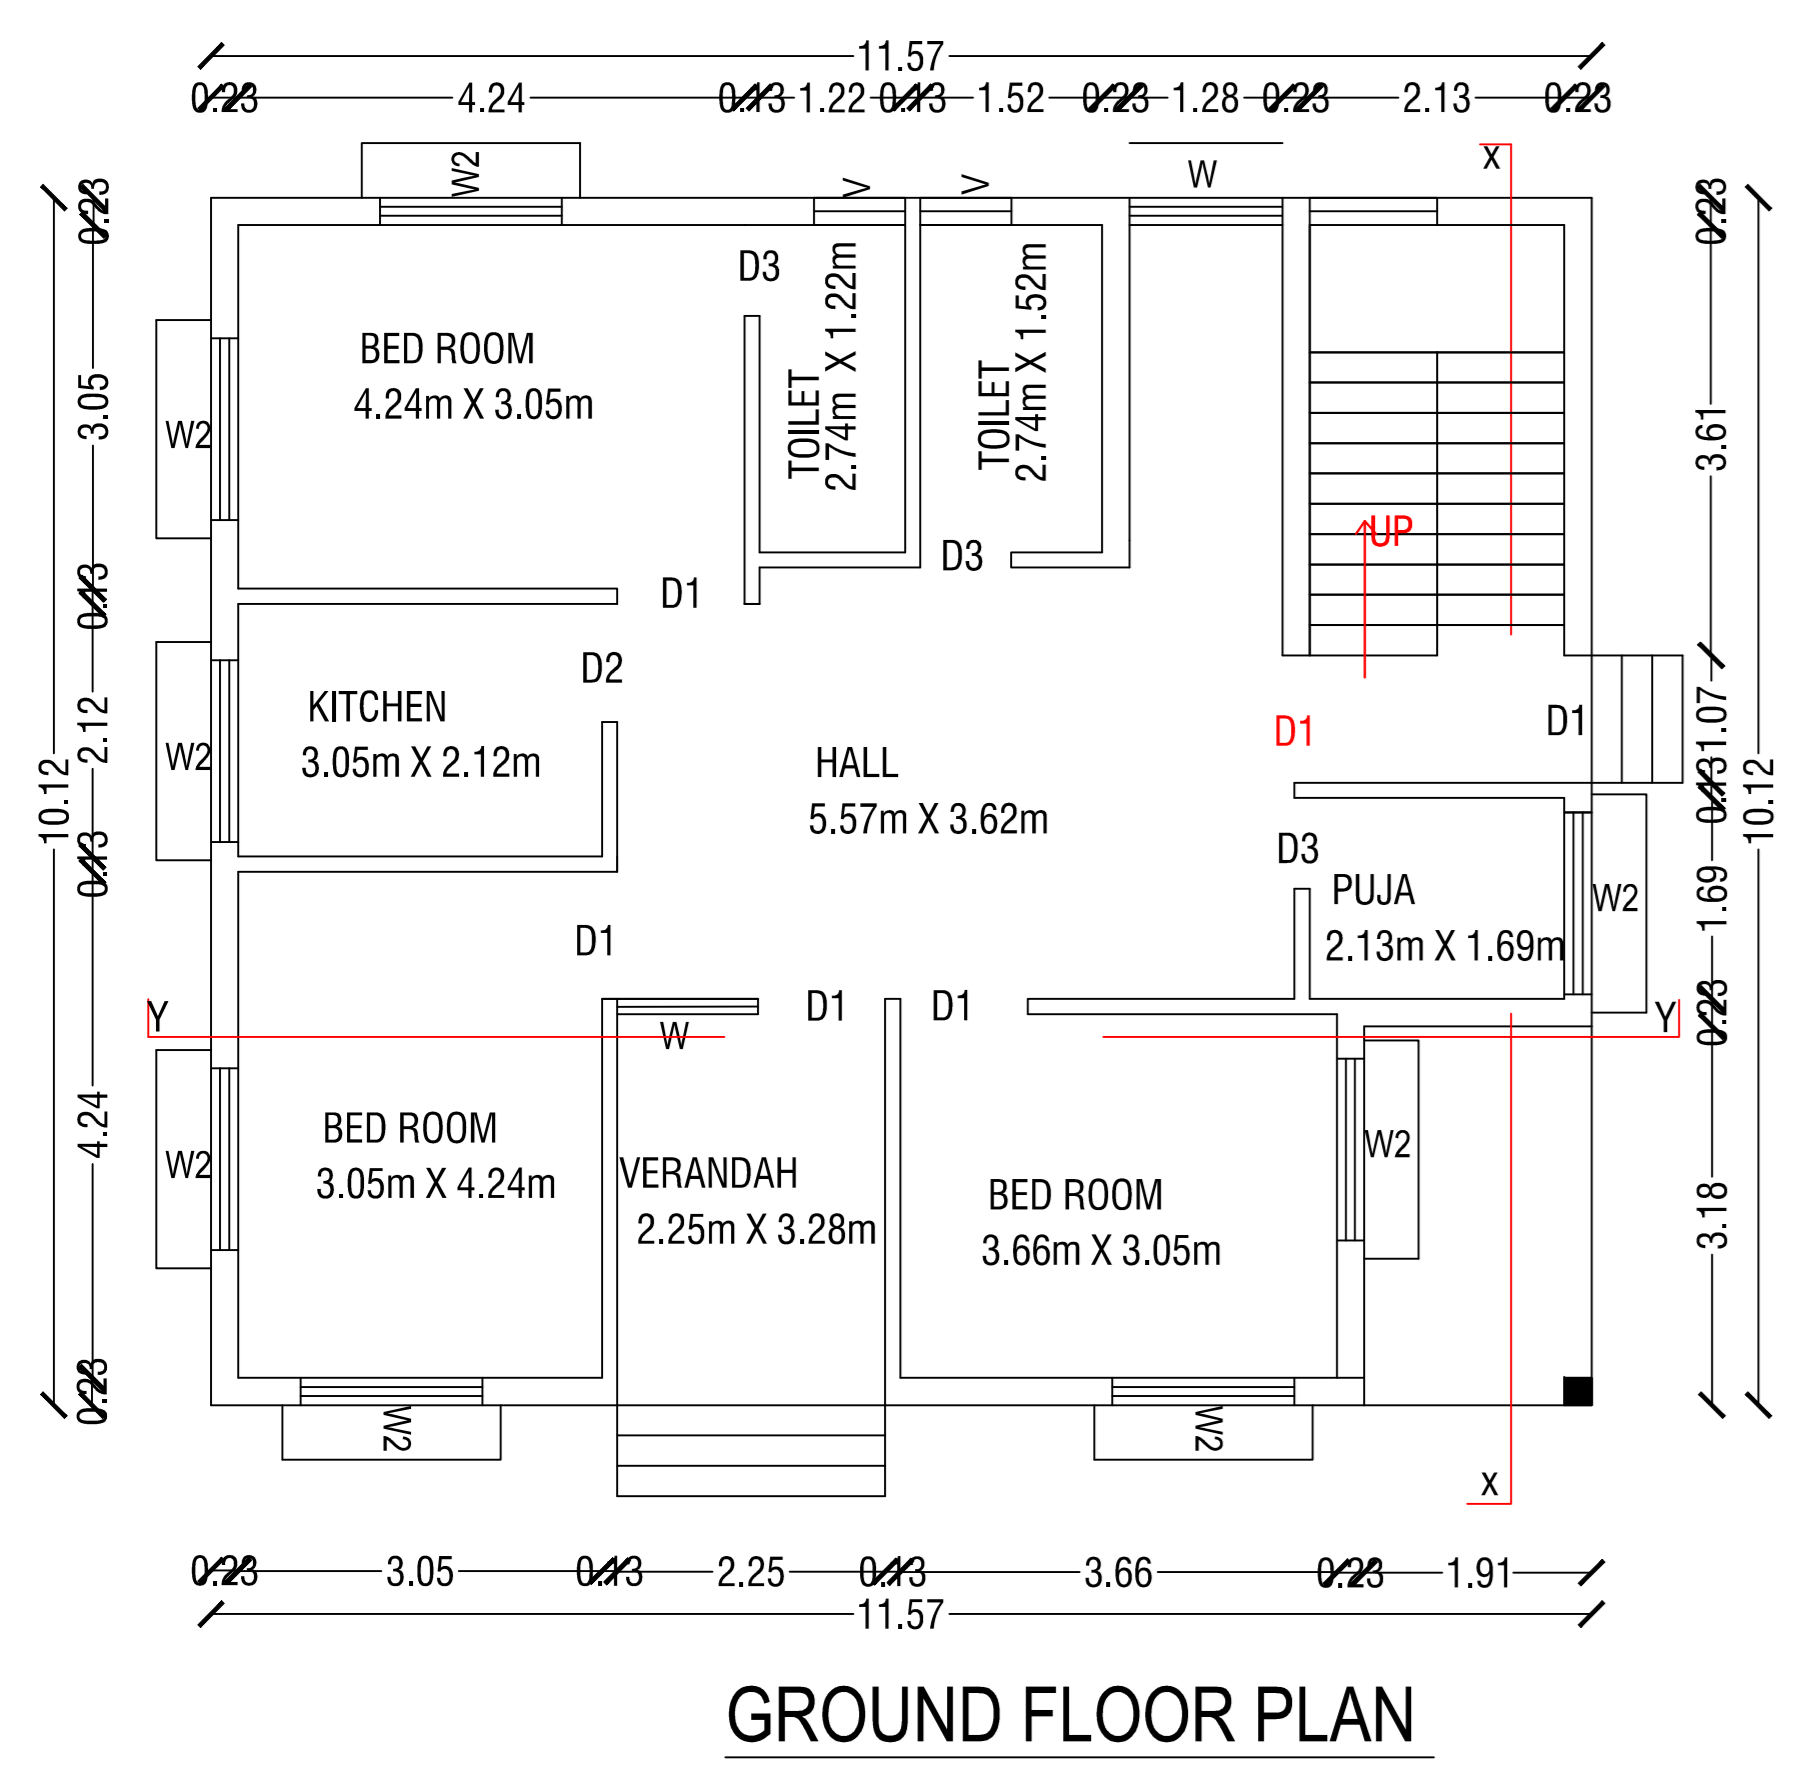 11.57
0.23 4.24 0.13 1.22 0.13 1.52 0.23 1.28 0.23 2.13 0.23
W2
V
V
W
x
0.23
0.23
D3
TOILET
2.74m X 1.22m
TOILET
2.74m X 1.52m
BED ROOM
4.24m X 3.05m
3.05
W2
3.61
UP
D3
D1
0.13
D2
KITCHEN
3.05m X 2.12m
2.12
W2
10.12
0.13
HALL
5.57m X 3.62m
D1
D1
1.07
0.13
10.12
D3
PUJA
2.13m X 1.69m
W2
1.69
D1
D1
D1
0.23
Y
W
Y
4.24
W2
BED ROOM
3.05m X 4.24m
VERANDAH
2.25m X 3.28m
BED ROOM
3.66m X 3.05m
W2
3.18
0.23
W2
W2
x
0.23 3.05 0.13 2.25 0.13 3.66 0.23 1.91
11.57
GROUND FLOOR PLAN